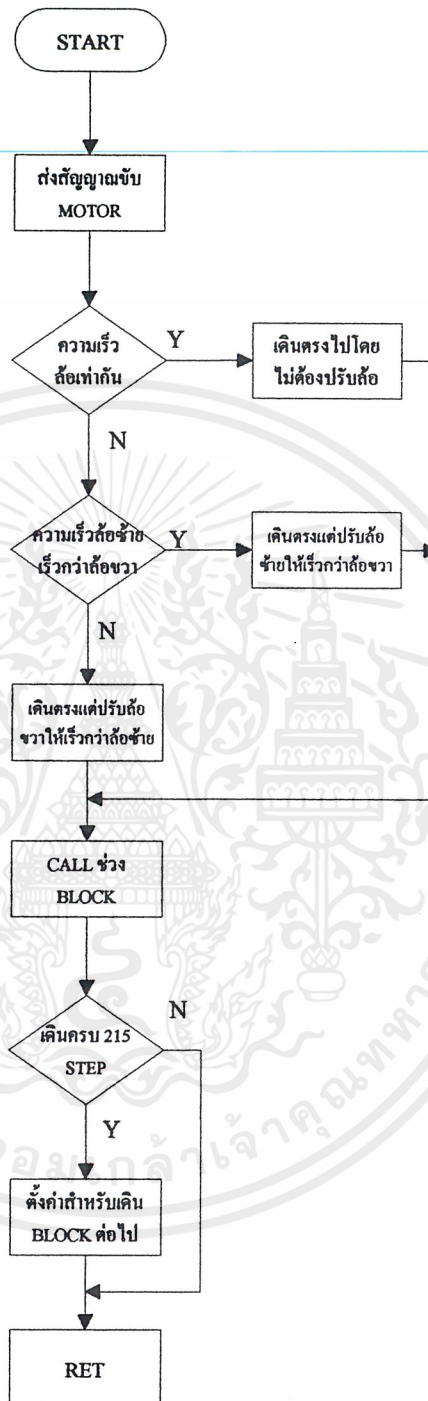 START
ส่งสัญญาณขับ
MOTOR
ความเร็ว
ล้อเท่ากัน
Y
เดินตรงไปโดย
ไม่ต้องปรับล้อ
N
ความเร็วล้อซ้าย
เร็วกว่าล้อขวา
Y
เดินตรงแต่ปรับล้อ
ซ้ายให้เร็วกว่าล้อขวา
N
เดินตรงแต่ปรับล้อ
ขวาให้เร็วกว่าล้อซ้าย
CALL ช่วง
BLOCK
เดินครบ 215
STEP
N
Y
ตั้งค่าสำหรับเดิน
BLOCK ต่อไป
RET